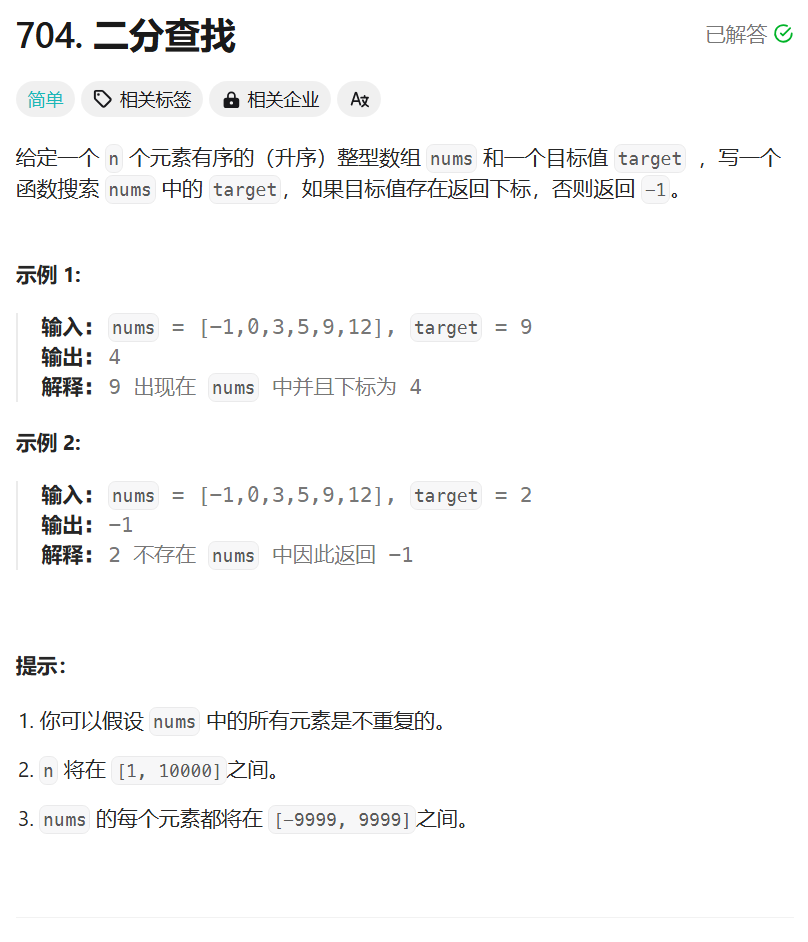 704. 二分查找
已解答
简单 相关标签 相关企业
给定一个 n 个元素有序的（升序）整型数组 nums 和一个目标值 target ，写一个
函数搜索 nums 中的 target，如果目标值存在返回下标，否则返回 -1。
示例 1:
输入: nums = [-1,0,3,5,9,12], target = 9
输出: 4
解释: 9 出现在 nums 中并且下标为 4
示例 2:
输入: nums = [-1,0,3,5,9,12], target = 2
输出: -1
解释: 2 不存在 nums 中因此返回 -1
提示：
1. 你可以假设 nums 中的所有元素是不重复的。
2. n 将在 [1, 10000]之间。
3. nums 的每个元素都将在 [-9999, 9999]之间。